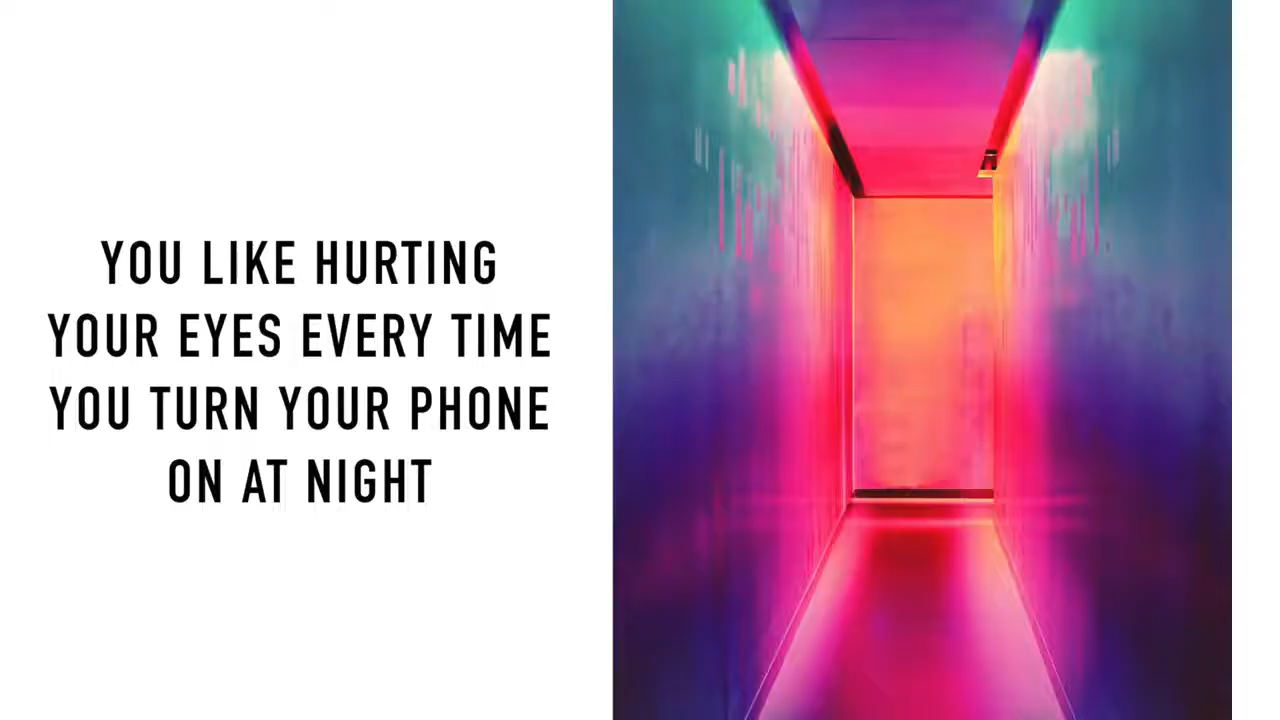 YOU LIKE HURTING
YOUR EYES EVERY TIME
YOU TURN YOUR PHONE
ON AT NIGHT